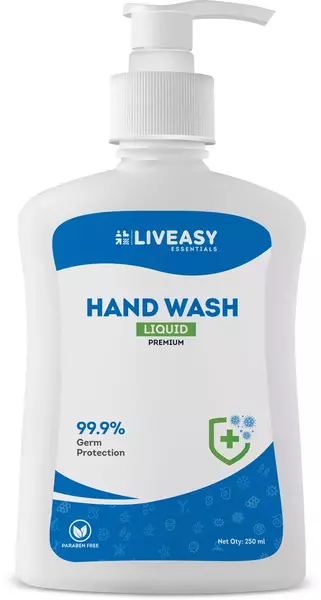 LIVEASY
ESSENTIALS
HAND WASH
LIQUID
PREMIUM
99.9%
Germ
Protection
PARABEN FREE
Net Qty: 250 ml